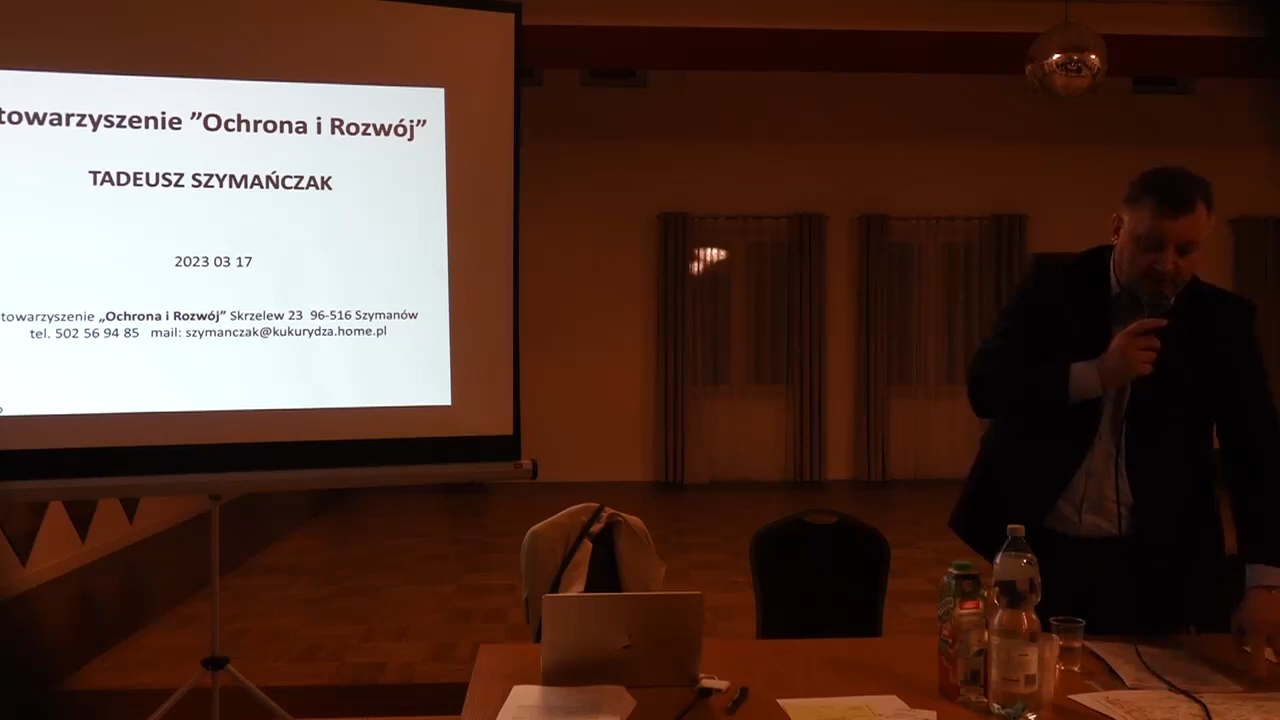 towarzyszenie ”Ochrona i Rozwój”
TADEUSZ SZYMAŃCZAK
2023 03 17
towarzyszenie „Ochrona i Rozwój” Skrzelew 23 96-516 Szymanów
tel. 502 56 94 85 mail: szymanczak@kukurydza.home.pl